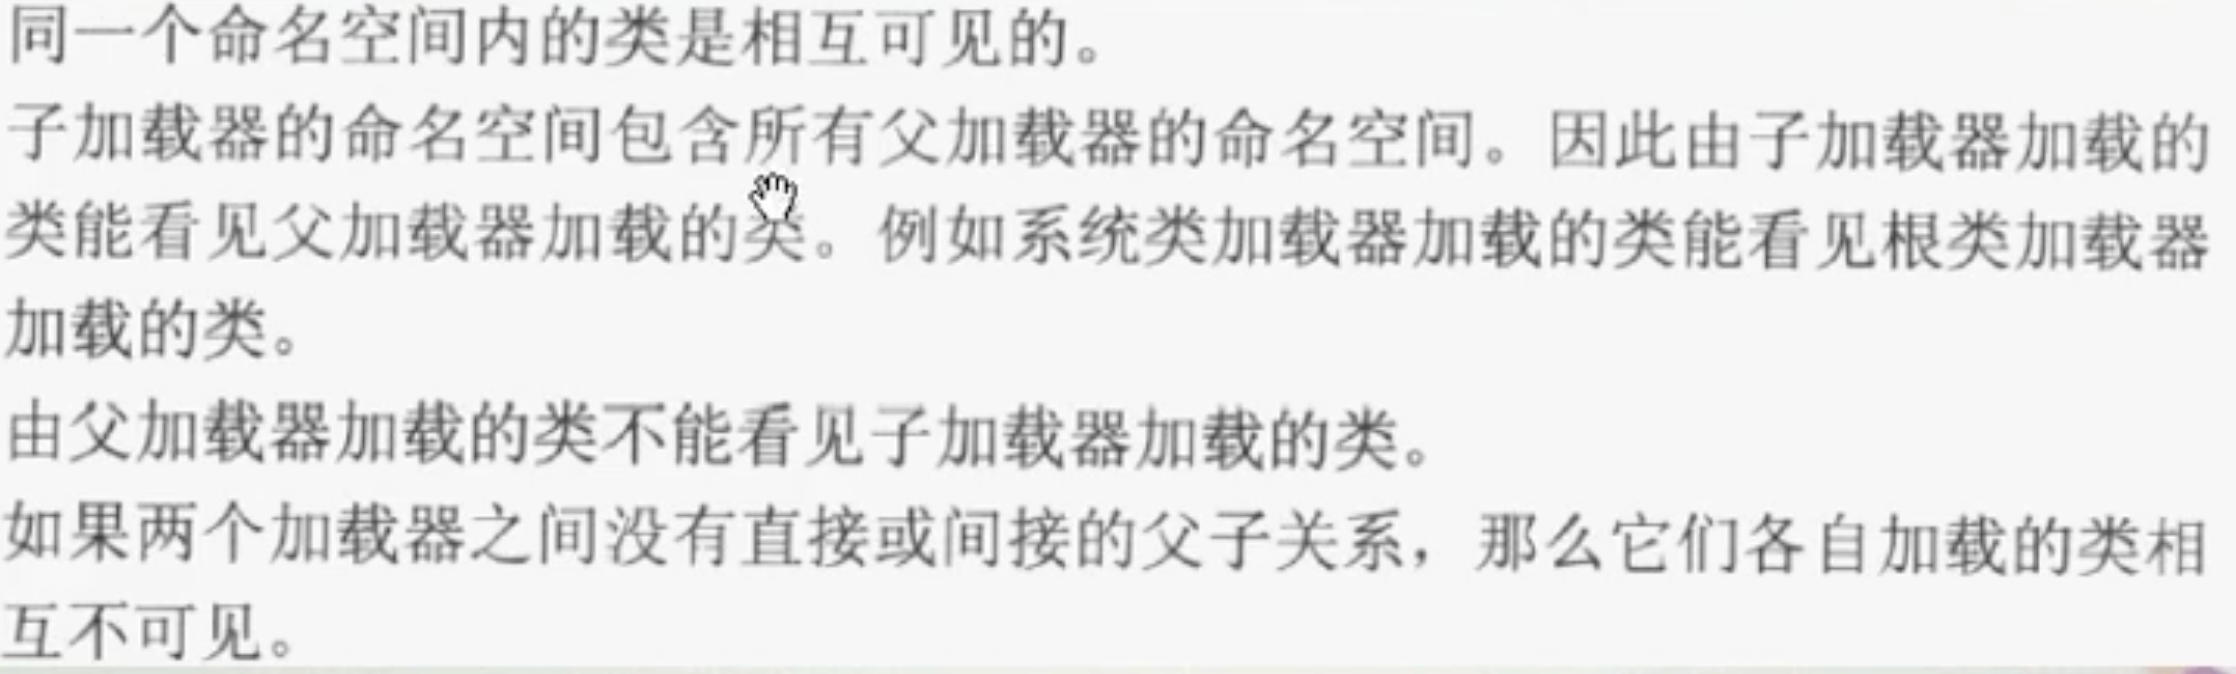 同一个命名空间内的类是相互可见的。
子加载器的命名空间包含所有父加载器的命名空间。因此由子加载器加载的
类能看见父加载器加载的类。例如系统类加载器加载的类能看见根类加载器
加载的类。
由父加载器加载的类不能看见子加载器加载的类。
如果两个加载器之间没有直接或间接的父子关系，那么它们各自加载的类相
互不可见。